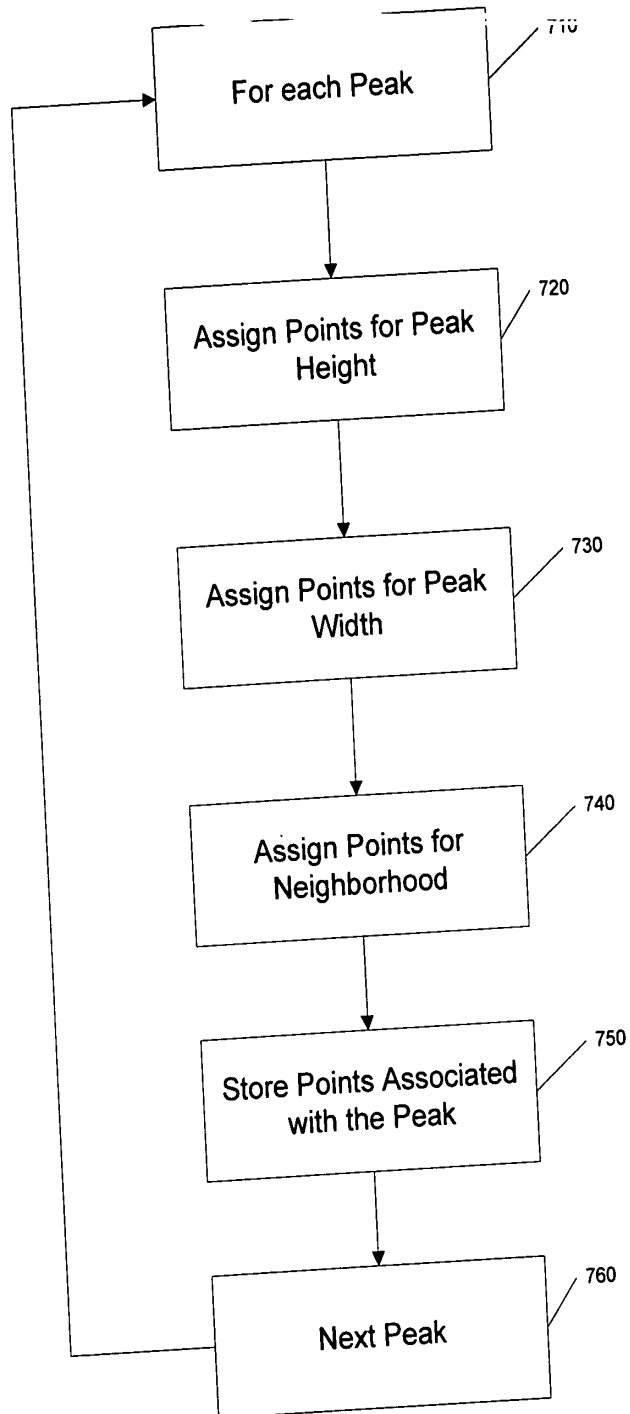 710
For each Peak
720
Assign Points for Peak
Height
730
Assign Points for Peak
Width
740
Assign Points for
Neighborhood
750
Store Points Associated
with the Peak
760
Next Peak